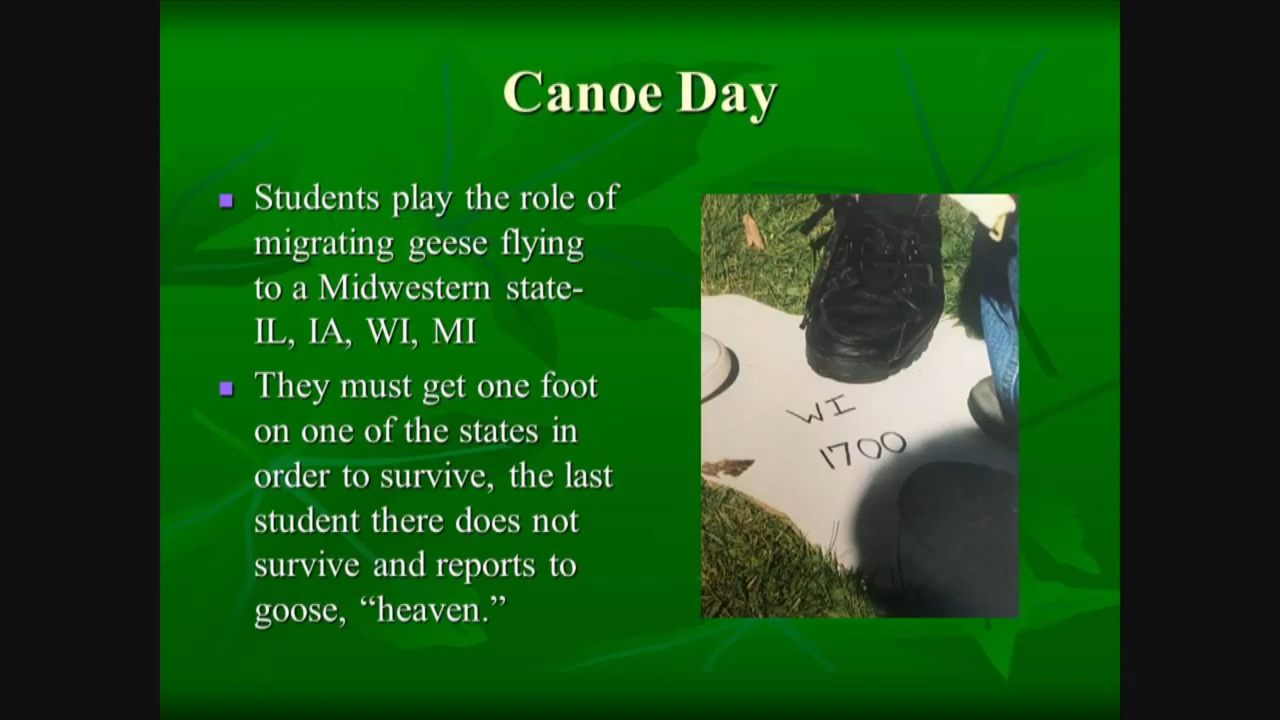 Canoe Day
Students play the role of
migrating geese flying
to a Midwestern state-
IL, IA, WI, MI
They must get one foot
on one of the states in
order to survive, the last
student there does not
survive and reports to
goose, “heaven.”
WI
1700